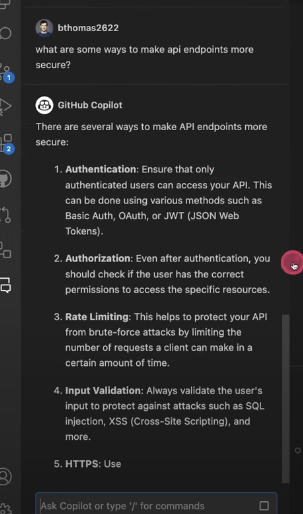 bthomas2622
what are some ways to make api endpoints more
secure?
GitHub Copilot
There are several ways to make API endpoints more
secure:
1. Authentication: Ensure that only
authenticated users can access your API. This
can be done using various methods such as
Basic Auth, OAuth, or JWT (JSON Web
Tokens).
2. Authorization: Even after authentication, you
should check if the user has the correct
permissions to access the specific resources.
3. Rate Limiting: This helps to protect your API
from brute-force attacks by limiting the
number of requests a client can make in a
certain amount of time.
4. Input Validation: Always validate the user's
input to protect against attacks such as SQL
injection, XSS (Cross-Site Scripting), and
more.
5. HTTPS: Use
Ask Copilot or type '/' for commands
1
2